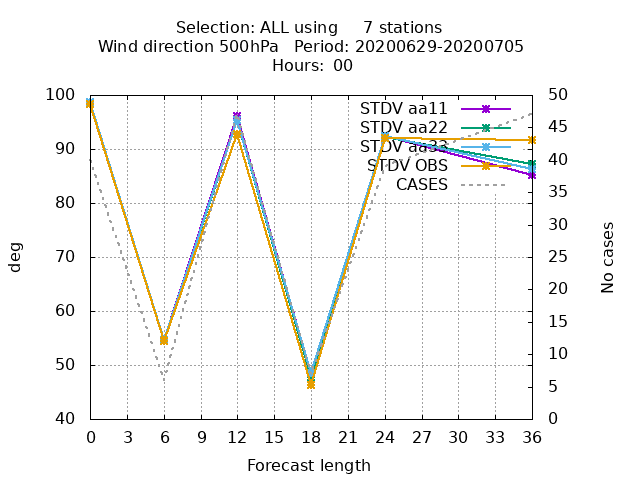 Selection: ALL using     7 stations
Wind direction 500hPa   Period: 20200629-20200705
Hours:  00
STDV aa11
STDV aa22
STDV aa33
STDV OBS
CASES
100
90
80
70
60
50
40
50
45
40
35
30
25
20
15
10
5
0
deg
No cases
0 3 6 9 12 15 18 21 24 27 30 33 36
Forecast length